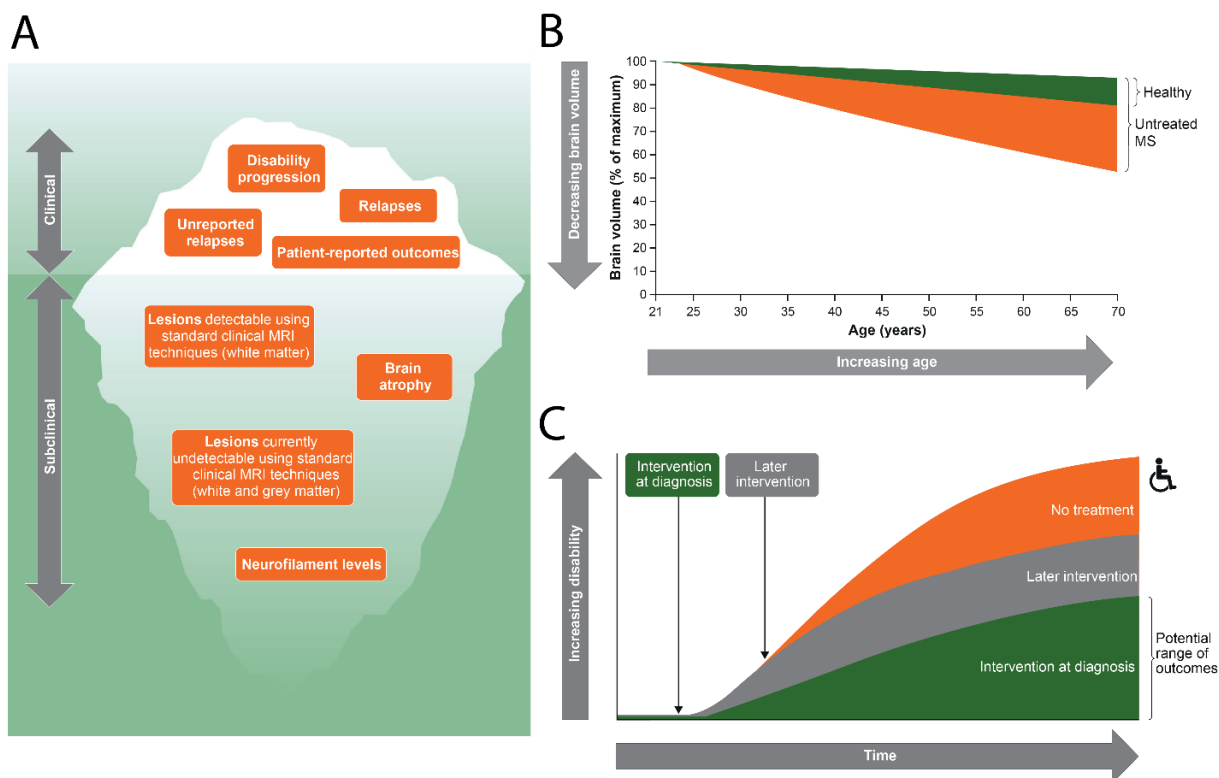 A
Clinical
Subclinical
Disability
progression
Relapses
Unreported
relapses
Patient-reported outcomes
Lesions detectable using
standard clinical MRI
techniques (white matter)
Brain
atrophy
Lesions currently
undetectable using standard
clinical MRI techniques
(white and grey matter)
Neurofilament levels
B
Decreasing brain volume
Brain volume (% of maximum)
100
90
80
70
60
50
40
30
20
10
0
21 25 30 35 40 45 50 55 60 65 70
Age (years)
Increasing age
Healthy
Untreated
MS
C
Increasing disability
Intervention
at diagnosis
Later
intervention
No treatment
Later intervention
Intervention at diagnosis
Potential
range of
outcomes
Time